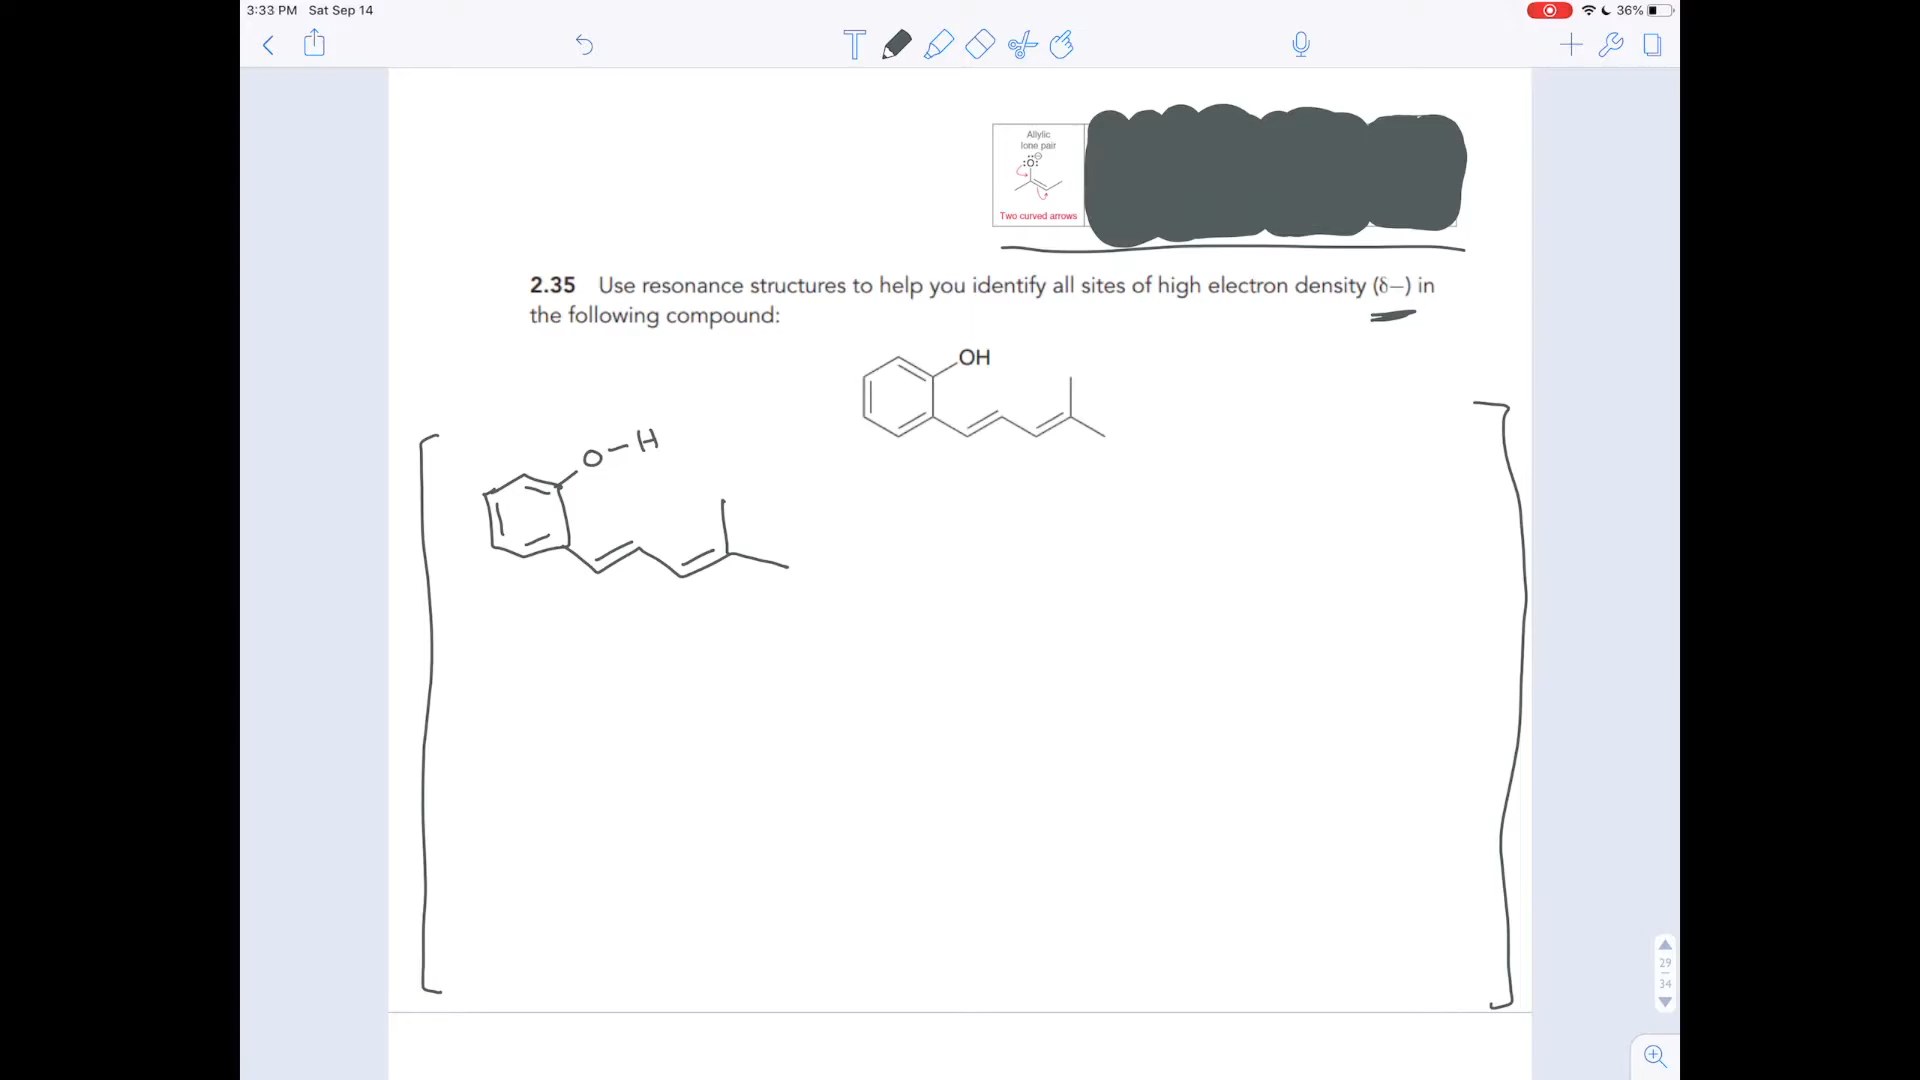 3:33 PM Sat Sep 14
36%
T
Allylic
lone pair
:O:
Two curved arrows
2.35 Use resonance structures to help you identify all sites of high electron density (δ−) in
the following compound:
OH
O-H
29
34